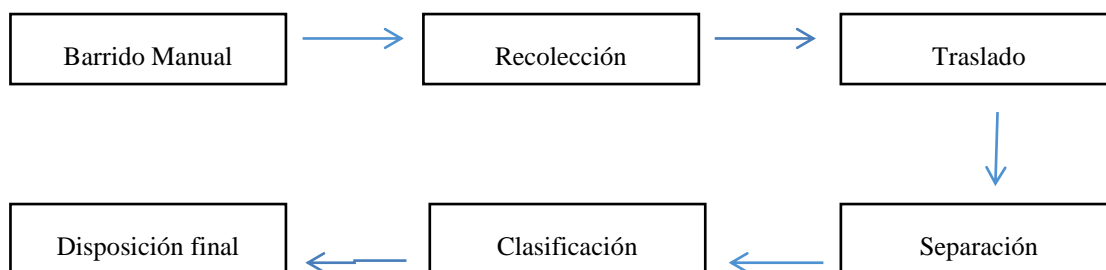 Barrido Manual
Recolección
Traslado
Disposición final
Clasificación
Separación